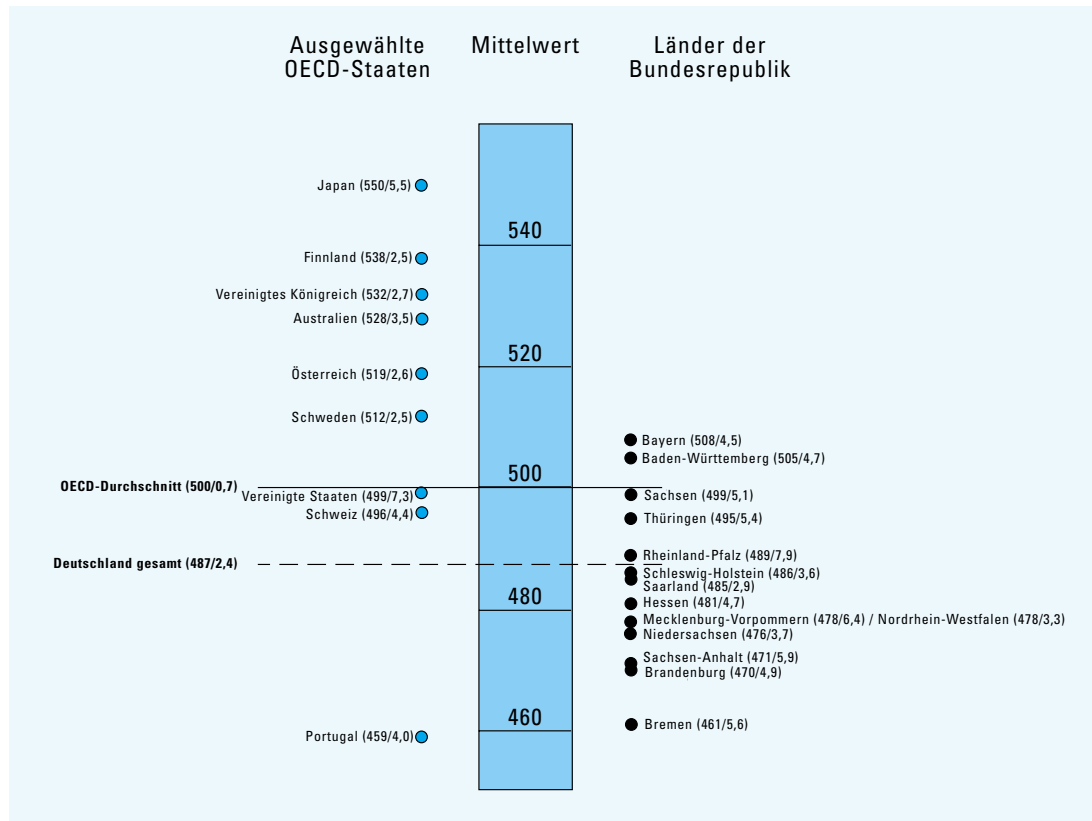 Ausgewählte
OECD-Staaten
Mittelwert
Länder der
Bundesrepublik
Japan (550/5,5)
540
Finnland (538/2,5)
Vereinigtes Königreich (532/2,7)
Australien (528/3,5)
520
Österreich (519/2,6)
Schweden (512/2,5)
Bayern (508/4,5)
Baden-Württemberg (505/4,7)
500
OECD-Durchschnitt (500/0,7)
Vereinigte Staaten (499/7,3)
Sachsen (499/5,1)
Schweiz (496/4,4)
Thüringen (495/5,4)
Rheinland-Pfalz (489/7,9)
Deutschland gesamt (487/2,4)
Schleswig-Holstein (486/3,6)
Saarland (485/2,9)
480
Hessen (481/4,7)
Mecklenburg-Vorpommern (478/6,4) / Nordrhein-Westfalen (478/3,3)
Niedersachsen (476/3,7)
Sachsen-Anhalt (471/5,9)
Brandenburg (470/4,9)
460
Bremen (461/5,6)
Portugal (459/4,0)